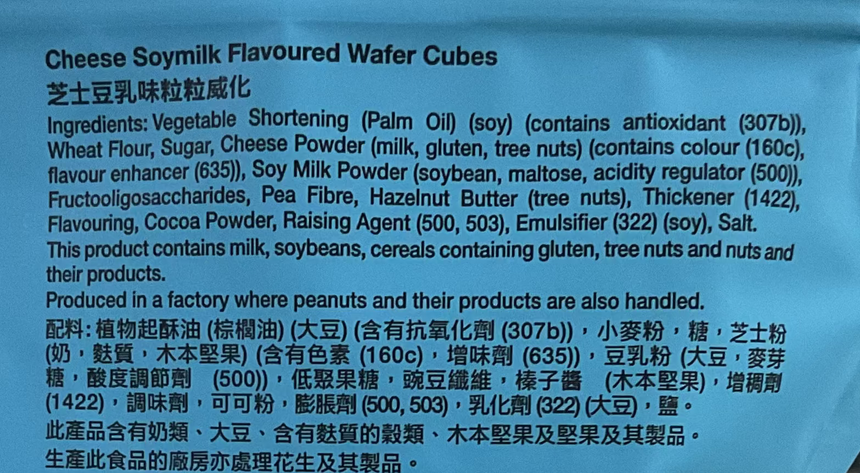 Cheese Soymilk Flavoured Wafer Cubes
芝士豆乳味粒粒威化
Ingredients: Vegetable Shortening (Palm Oil) (soy) (contains antioxidant (307b)),
Wheat Flour, Sugar, Cheese Powder (milk, gluten, tree nuts) (contains colour (160c),
flavour enhancer (635)), Soy Milk Powder (soybean, maltose, acidity regulator (500)),
Fructooligosaccharides, Pea Fibre, Hazelnut Butter (tree nuts), Thickener (1422),
Flavouring, Cocoa Powder, Raising Agent (500, 503), Emulsifier (322) (soy), Salt.
This product contains milk, soybeans, cereals containing gluten, tree nuts and nuts and
their products.
Produced in a factory where peanuts and their products are also handled.
配料: 植物起酥油 (棕櫚油) (大豆) (含有抗氧化劑 (307b))，小麥粉，糖，芝士粉
(奶，麩質，木本堅果) (含有色素 (160c)，增味劑 (635))，豆乳粉 (大豆，麥芽
糖，酸度調節劑 (500))，低聚果糖，豌豆纖維，榛子醬 (木本堅果)，增稠劑
(1422)，調味劑，可可粉，膨脹劑 (500, 503)，乳化劑 (322) (大豆)，鹽。
此產品含有奶類、大豆、含有麩質的穀類、木本堅果及堅果及其製品。
生產此食品的廠房亦處理花生及其製品。